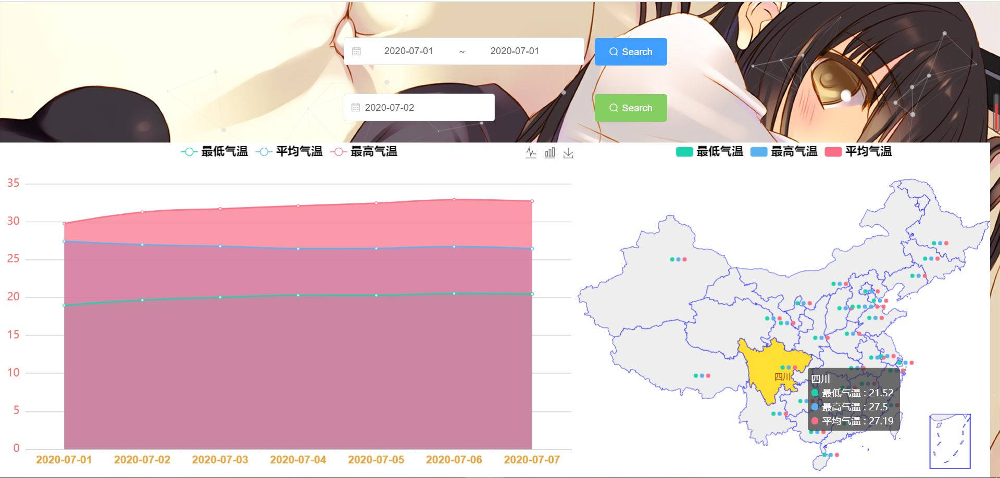 2020-07-01 ~ 2020-07-01 Search
2020-07-02 Search
最低气温 平均气温 最高气温
最低气温 最高气温 平均气温
35
30
25
20
15
10
5
0
2020-07-01 2020-07-02 2020-07-03 2020-07-04 2020-07-05 2020-07-06 2020-07-07
四川
四川
最低气温 : 21.52
最高气温 : 27.5
平均气温 : 27.19